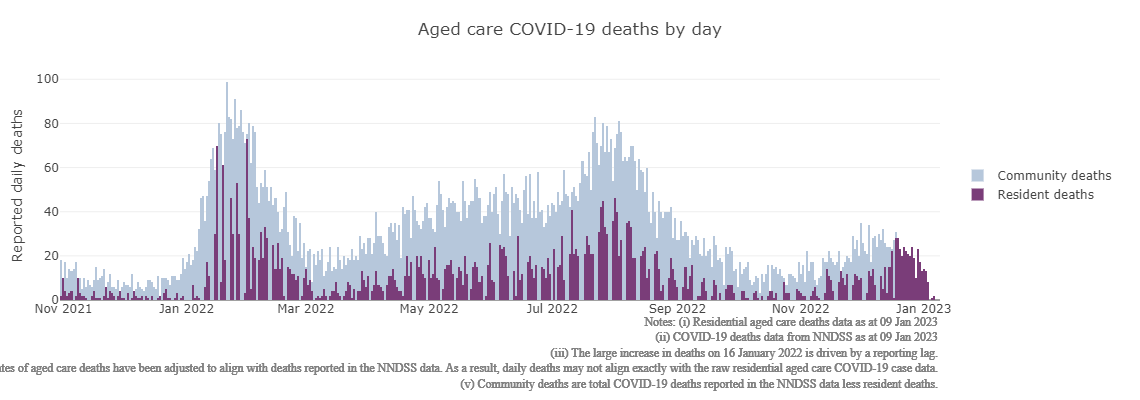 Aged care COVID-19 deaths by day
100
80
60
40
20
0
Reported daily deaths
Nov 2021
Jan 2022
Mar 2022
May 2022
Jul 2022
Sep 2022
Nov 2022
Jan 2023
Community deaths
Resident deaths
Notes: (i) Residential aged care deaths data as at 09 Jan 2023
(ii) COVID-19 deaths data from NNDSS as at 09 Jan 2023
(iii) The large increase in deaths on 16 January 2022 is driven by a reporting lag.
of aged care deaths have been adjusted to align with deaths reported in the NNDSS data. As a result, daily deaths may not align exactly with the raw residential aged care COVID-19 case data.
(v) Community deaths are total COVID-19 deaths reported in the NNDSS data less resident deaths.